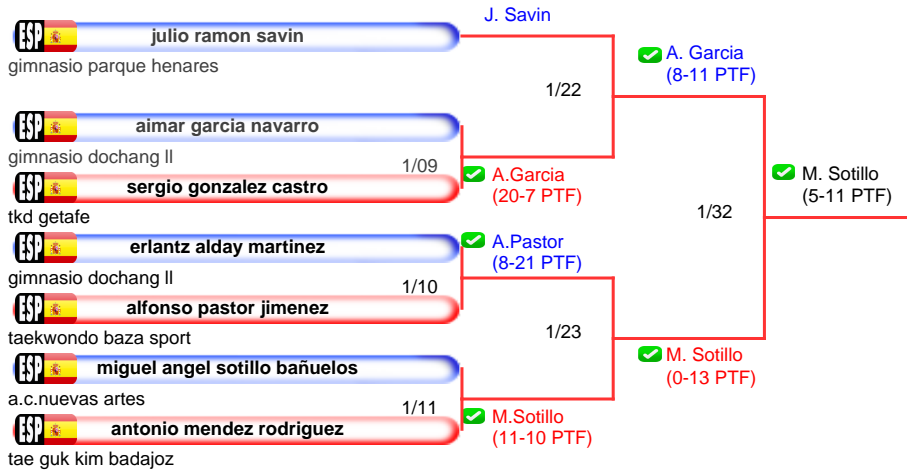 J. Savin
ESP julio ramon savin
gimnasio parque henares
A. Garcia
(8-11 PTF)
1/22
ESP aimar garcia navarro
gimnasio dochang ll
1/09
ESP sergio gonzalez castro
tkd getafe
A.Garcia
(20-7 PTF)
M. Sotillo
(5-11 PTF)
1/32
ESP erlantz alday martinez
gimnasio dochang ll
A.Pastor
(8-21 PTF)
1/10
ESP alfonso pastor jimenez
taekwondo baza sport
1/23
M. Sotillo
(0-13 PTF)
ESP miguel angel sotillo bañuelos
a.c.nuevas artes
1/11
ESP antonio mendez rodriguez
tae guk kim badajoz
M.Sotillo
(11-10 PTF)